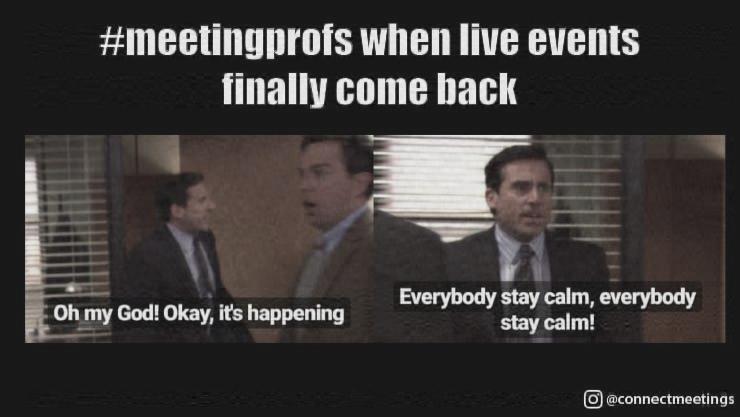 #meetingprofs when live events
finally come back
Oh my God! Okay, it's happening
Everybody stay calm, everybody
stay calm!
@connectmeetings